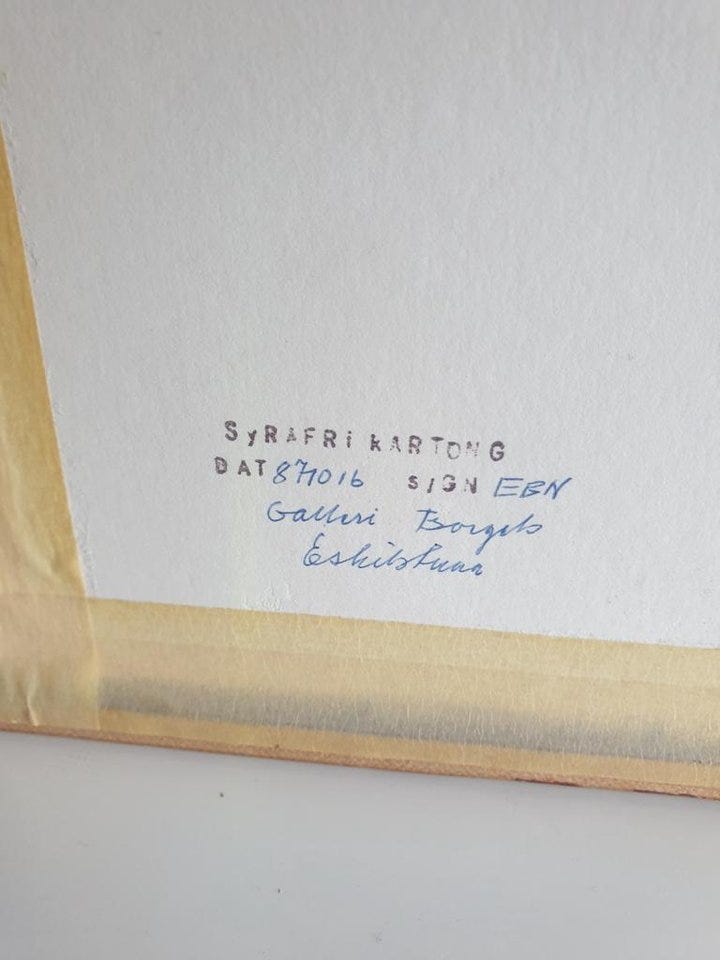 SyRAFRi kARTONG
DAT 871016 SIGN EBN
Galleri Borgels
Eskilstuna